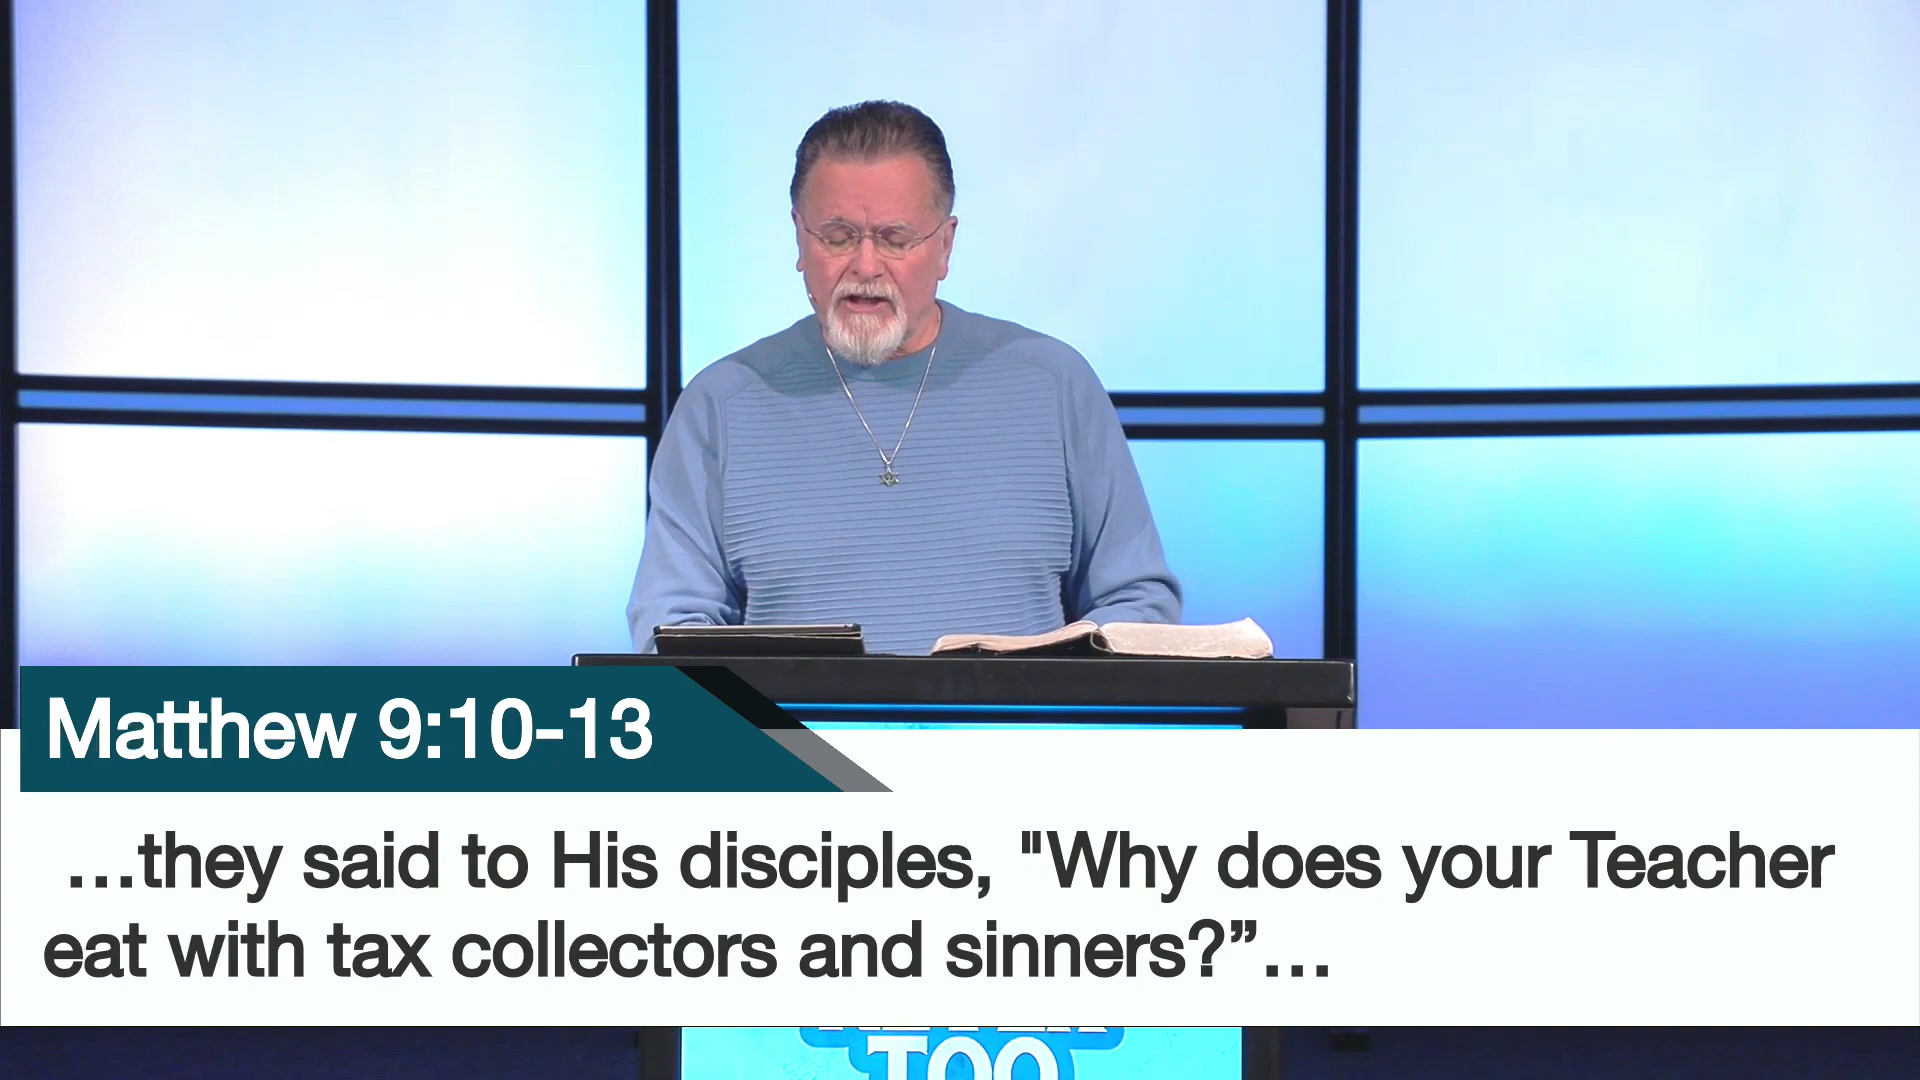 Matthew 9:10-13
…they said to His disciples, "Why does your Teacher
eat with tax collectors and sinners?”…
TOO